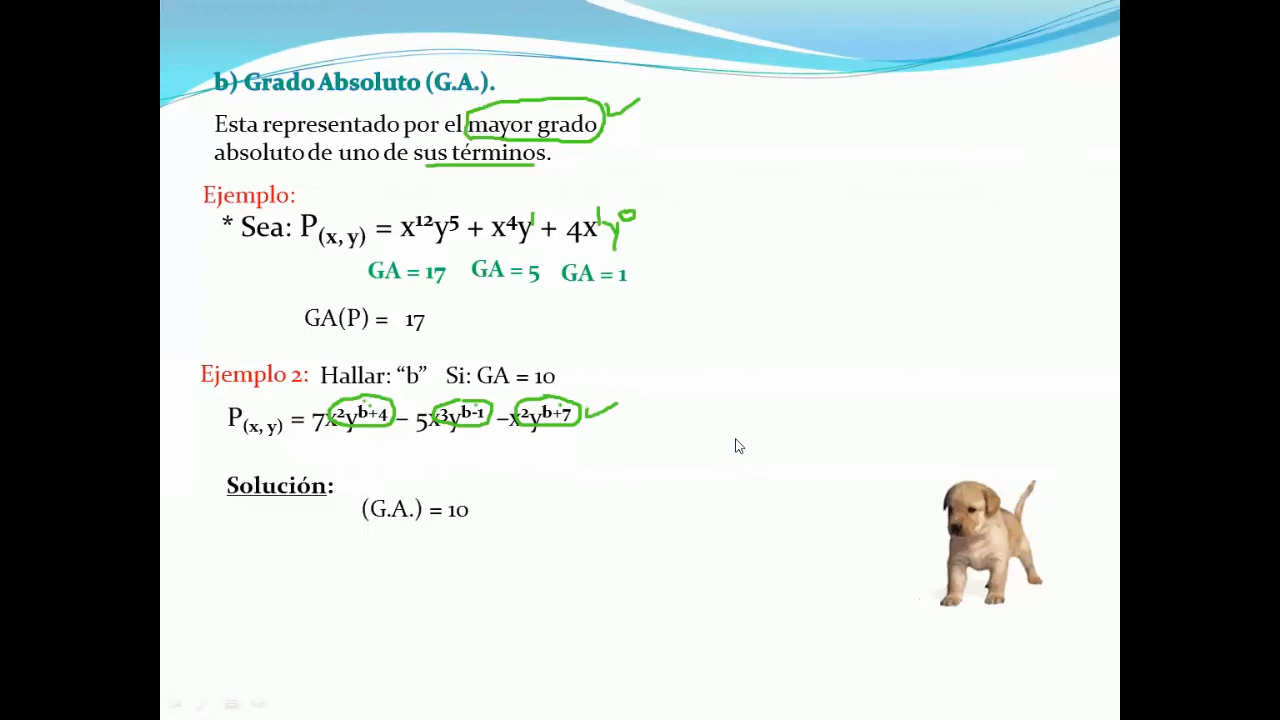 b) Grado Absoluto (G.A.).
Esta representado por el mayor grado
absoluto de uno de sus términos.
Ejemplo:
* Sea: P(x, y) = x¹²y⁵ + x⁴y¹ + 4x¹y⁰
GA = 17 GA = 5 GA = 1
GA(P) = 17
Ejemplo 2: Hallar: “b” Si: GA = 10
P(x, y) = 7x²yᵇ⁺⁴ – 5x³yᵇ⁻¹ –x²yᵇ⁺⁷
Solución:
(G.A.) = 10